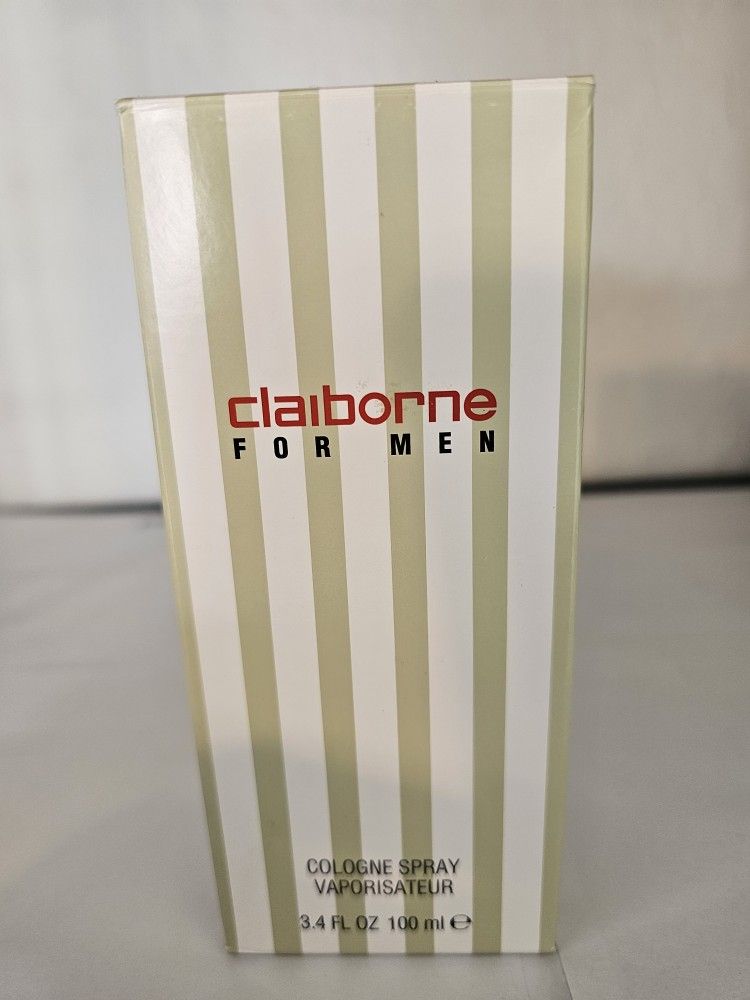 claiborne
FOR MEN
COLOGNE SPRAY
VAPORISATEUR
3.4 FL OZ 100 ml ℮